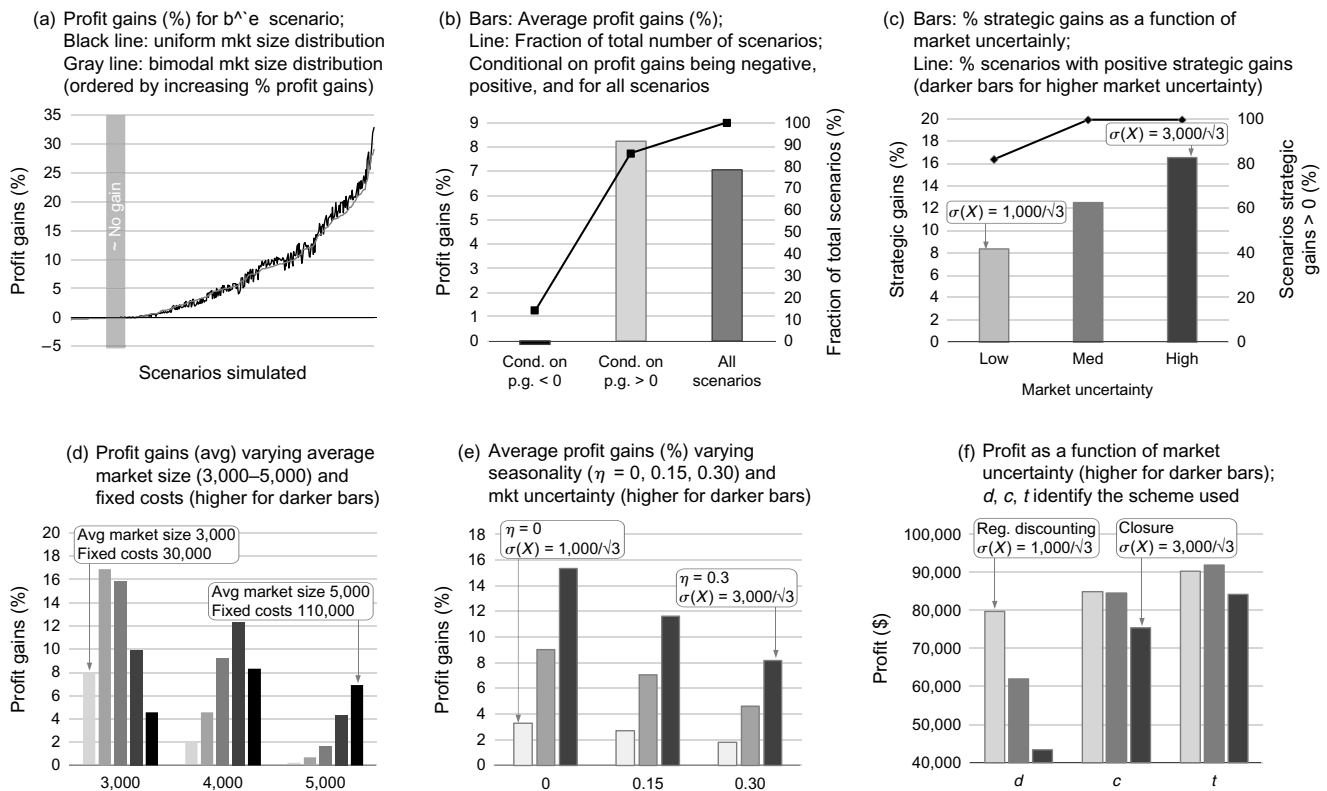 (a) Profit gains (%) for b^`e scenario;
Black line: uniform mkt size distribution
Gray line: bimodal mkt size distribution
(ordered by increasing % profit gains)
Profit gains (%)
35
30
25
20
15
10
5
0
–5
~ No gain
Scenarios simulated
(b) Bars: Average profit gains (%);
Line: Fraction of total number of scenarios;
Conditional on profit gains being negative,
positive, and for all scenarios
Profit gains (%)
9
8
7
6
5
4
3
2
1
0
100
90
80
70
60
50
40
30
20
10
0
Fraction of total scenarios (%)
Cond. on
p.g. < 0
Cond. on
p.g. > 0
All
scenarios
(c) Bars: % strategic gains as a function of
market uncertainly;
Line: % scenarios with positive strategic gains
(darker bars for higher market uncertainty)
Strategic gains (%)
20
18
16
14
12
10
8
6
4
2
0
σ(X) = 1,000/√3
σ(X) = 3,000/√3
100
80
60
40
20
0
Scenarios strategic
gains > 0 (%)
Low Med High
Market uncertainty
(d) Profit gains (avg) varying average
market size (3,000–5,000) and
fixed costs (higher for darker bars)
Profit gains (%)
20
18
16
14
12
10
8
6
4
2
0
Avg market size 3,000
Fixed costs 30,000
Avg market size 5,000
Fixed costs 110,000
3,000 4,000 5,000
(e) Average profit gains (%) varying
seasonality (η = 0, 0.15, 0.30) and
mkt uncertainty (higher for darker bars)
Profit gains (%)
18
16
14
12
10
8
6
4
2
0
η = 0
σ(X) = 1,000/√3
η = 0.3
σ(X) = 3,000/√3
0 0.15 0.30
(f) Profit as a function of market
uncertainty (higher for darker bars);
d, c, t identify the scheme used
Profit ($)
100,000
90,000
80,000
70,000
60,000
50,000
40,000
Reg. discounting
σ(X) = 1,000/√3
Closure
σ(X) = 3,000/√3
d c t